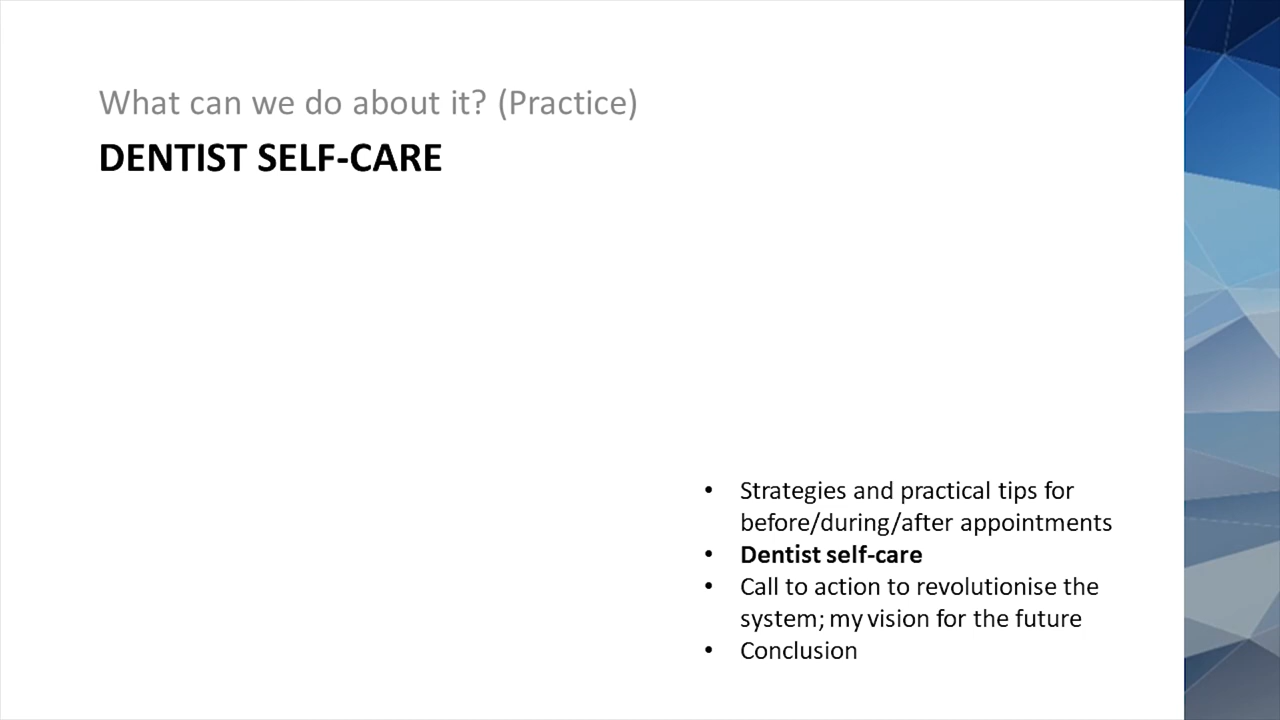 What can we do about it? (Practice)
DENTIST SELF-CARE
• Strategies and practical tips for
before/during/after appointments
• Dentist self-care
• Call to action to revolutionise the
system; my vision for the future
• Conclusion